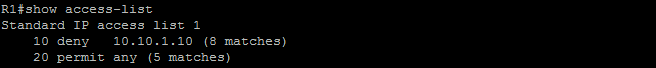 R1#show access-list
Standard IP access list 1
    10 deny   10.10.1.10 (8 matches)
    20 permit any (5 matches)